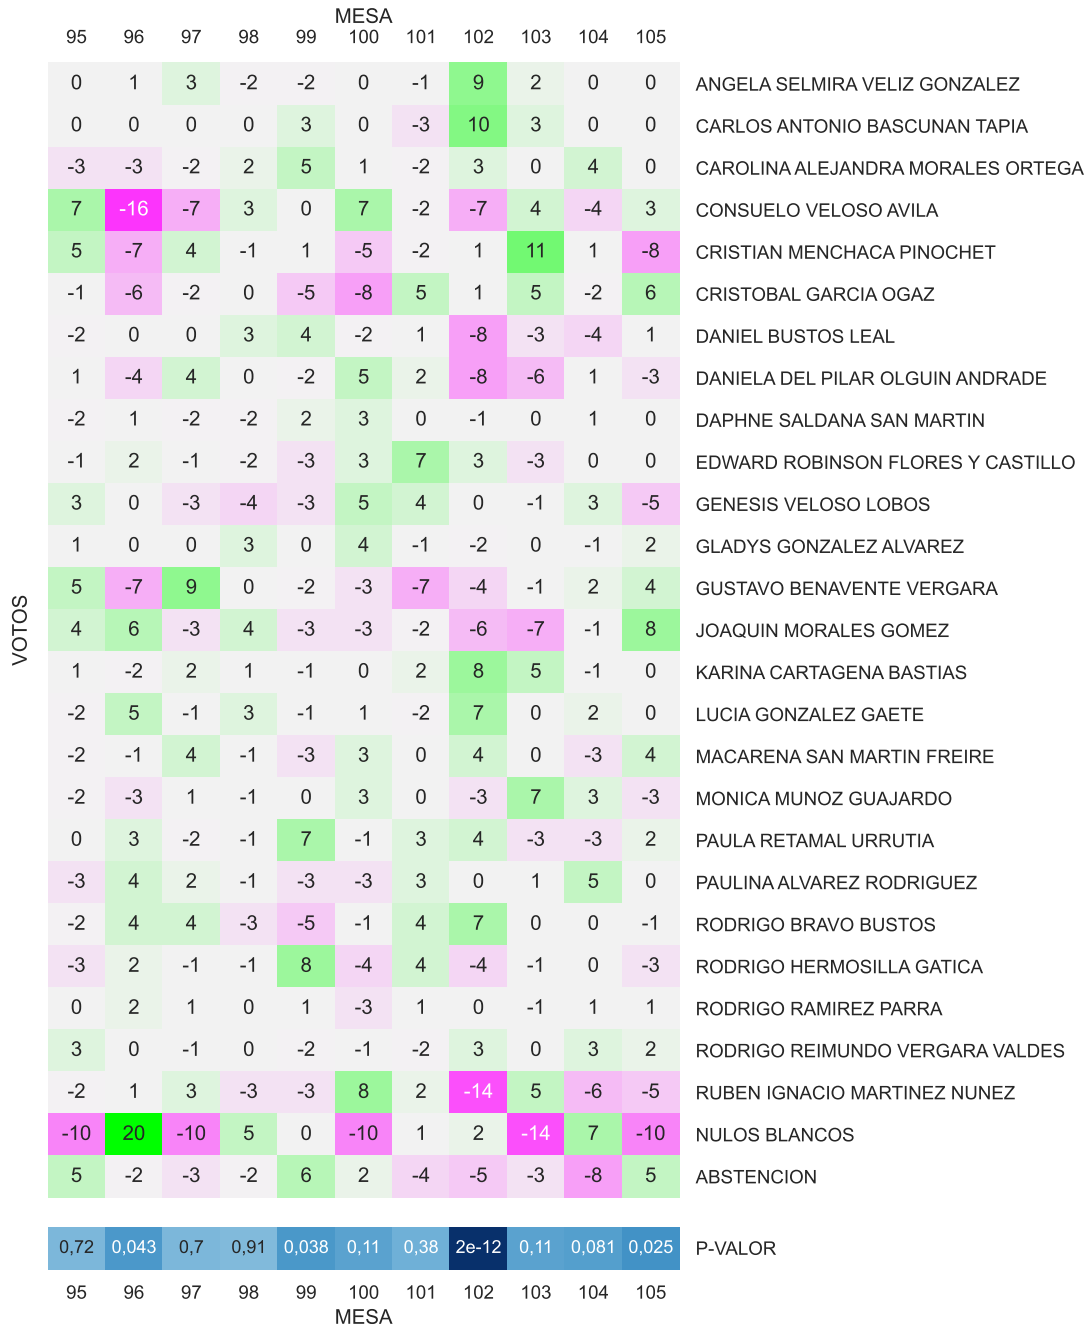 MESA
95 96 97 98 99 100 101 102 103 104 105
0 1 3 -2 -2 0 -1 9 2 0 0 ANGELA SELMIRA VELIZ GONZALEZ
0 0 0 0 3 0 -3 10 3 0 0 CARLOS ANTONIO BASCUNAN TAPIA
-3 -3 -2 2 5 1 -2 3 0 4 0 CAROLINA ALEJANDRA MORALES ORTEGA
7 -16 -7 3 0 7 -2 -7 4 -4 3 CONSUELO VELOSO AVILA
5 -7 4 -1 1 -5 -2 1 11 1 -8 CRISTIAN MENCHACA PINOCHET
-1 -6 -2 0 -5 -8 5 1 5 -2 6 CRISTOBAL GARCIA OGAZ
-2 0 0 3 4 -2 1 -8 -3 -4 1 DANIEL BUSTOS LEAL
1 -4 4 0 -2 5 2 -8 -6 1 -3 DANIELA DEL PILAR OLGUIN ANDRADE
-2 1 -2 -2 2 3 0 -1 0 1 0 DAPHNE SALDANA SAN MARTIN
-1 2 -1 -2 -3 3 7 3 -3 0 0 EDWARD ROBINSON FLORES Y CASTILLO
3 0 -3 -4 -3 5 4 0 -1 3 -5 GENESIS VELOSO LOBOS
1 0 0 3 0 4 -1 -2 0 -1 2 GLADYS GONZALEZ ALVAREZ
5 -7 9 0 -2 -3 -7 -4 -1 2 4 GUSTAVO BENAVENTE VERGARA
4 6 -3 4 -3 -3 -2 -6 -7 -1 8 JOAQUIN MORALES GOMEZ
1 -2 2 1 -1 0 2 8 5 -1 0 KARINA CARTAGENA BASTIAS
-2 5 -1 3 -1 1 -2 7 0 2 0 LUCIA GONZALEZ GAETE
-2 -1 4 -1 -3 3 0 4 0 -3 4 MACARENA SAN MARTIN FREIRE
-2 -3 1 -1 0 3 0 -3 7 3 -3 MONICA MUNOZ GUAJARDO
0 3 -2 -1 7 -1 3 4 -3 -3 2 PAULA RETAMAL URRUTIA
-3 4 2 -1 -3 -3 3 0 1 5 0 PAULINA ALVAREZ RODRIGUEZ
-2 4 4 -3 -5 -1 4 7 0 0 -1 RODRIGO BRAVO BUSTOS
-3 2 -1 -1 8 -4 4 -4 -1 0 -3 RODRIGO HERMOSILLA GATICA
0 2 1 0 1 -3 1 0 -1 1 1 RODRIGO RAMIREZ PARRA
3 0 -1 0 -2 -1 -2 3 0 3 2 RODRIGO REIMUNDO VERGARA VALDES
-2 1 3 -3 -3 8 2 -14 5 -6 -5 RUBEN IGNACIO MARTINEZ NUNEZ
-10 20 -10 5 0 -10 1 2 -14 7 -10 NULOS BLANCOS
5 -2 -3 -2 6 2 -4 -5 -3 -8 5 ABSTENCION
VOTOS
0,72 0,043 0,7 0,91 0,038 0,11 0,38 2e-12 0,11 0,081 0,025 P-VALOR
95 96 97 98 99 100 101 102 103 104 105
MESA